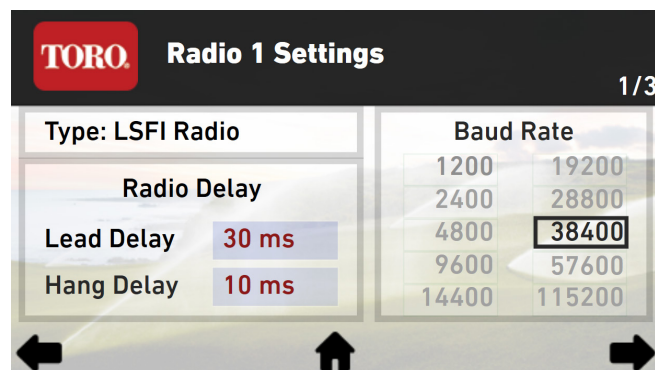 TORO.
Radio 1 Settings
1/3
Type: LSFI Radio
Radio Delay
Lead Delay 30 ms
Hang Delay 10 ms
Baud Rate
1200 19200
2400 28800
4800 38400
9600 57600
14400 115200